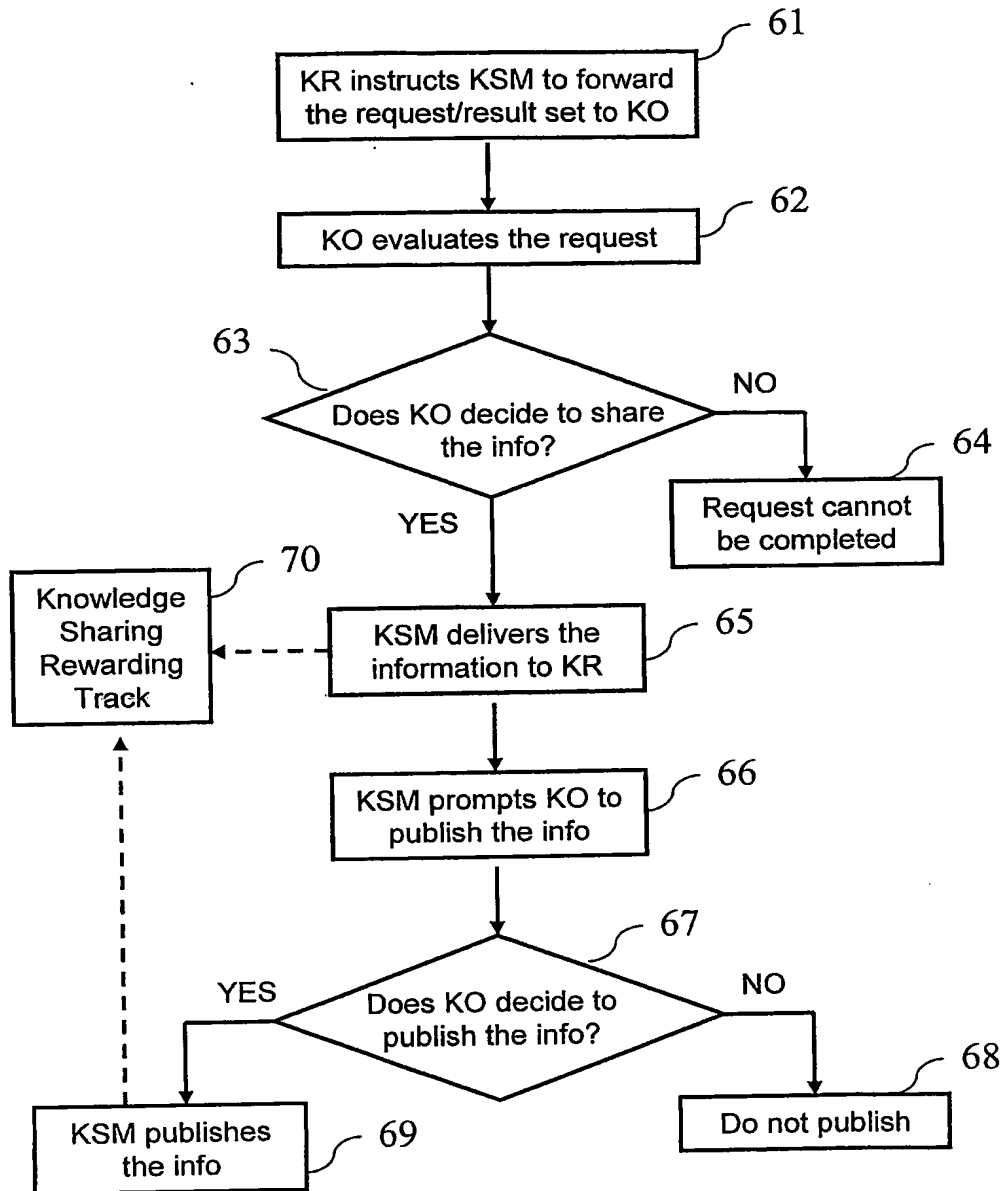 61
KR instructs KSM to forward
the request/result set to KO
62
KO evaluates the request
63
Does KO decide to share
the info?
NO
YES
64
Request cannot
be completed
70
Knowledge
Sharing
Rewarding
Track
KSM delivers the
information to KR
65
66
KSM prompts KO to
publish the info
67
Does KO decide to
publish the info?
YES
NO
68
Do not publish
KSM publishes
the info
69